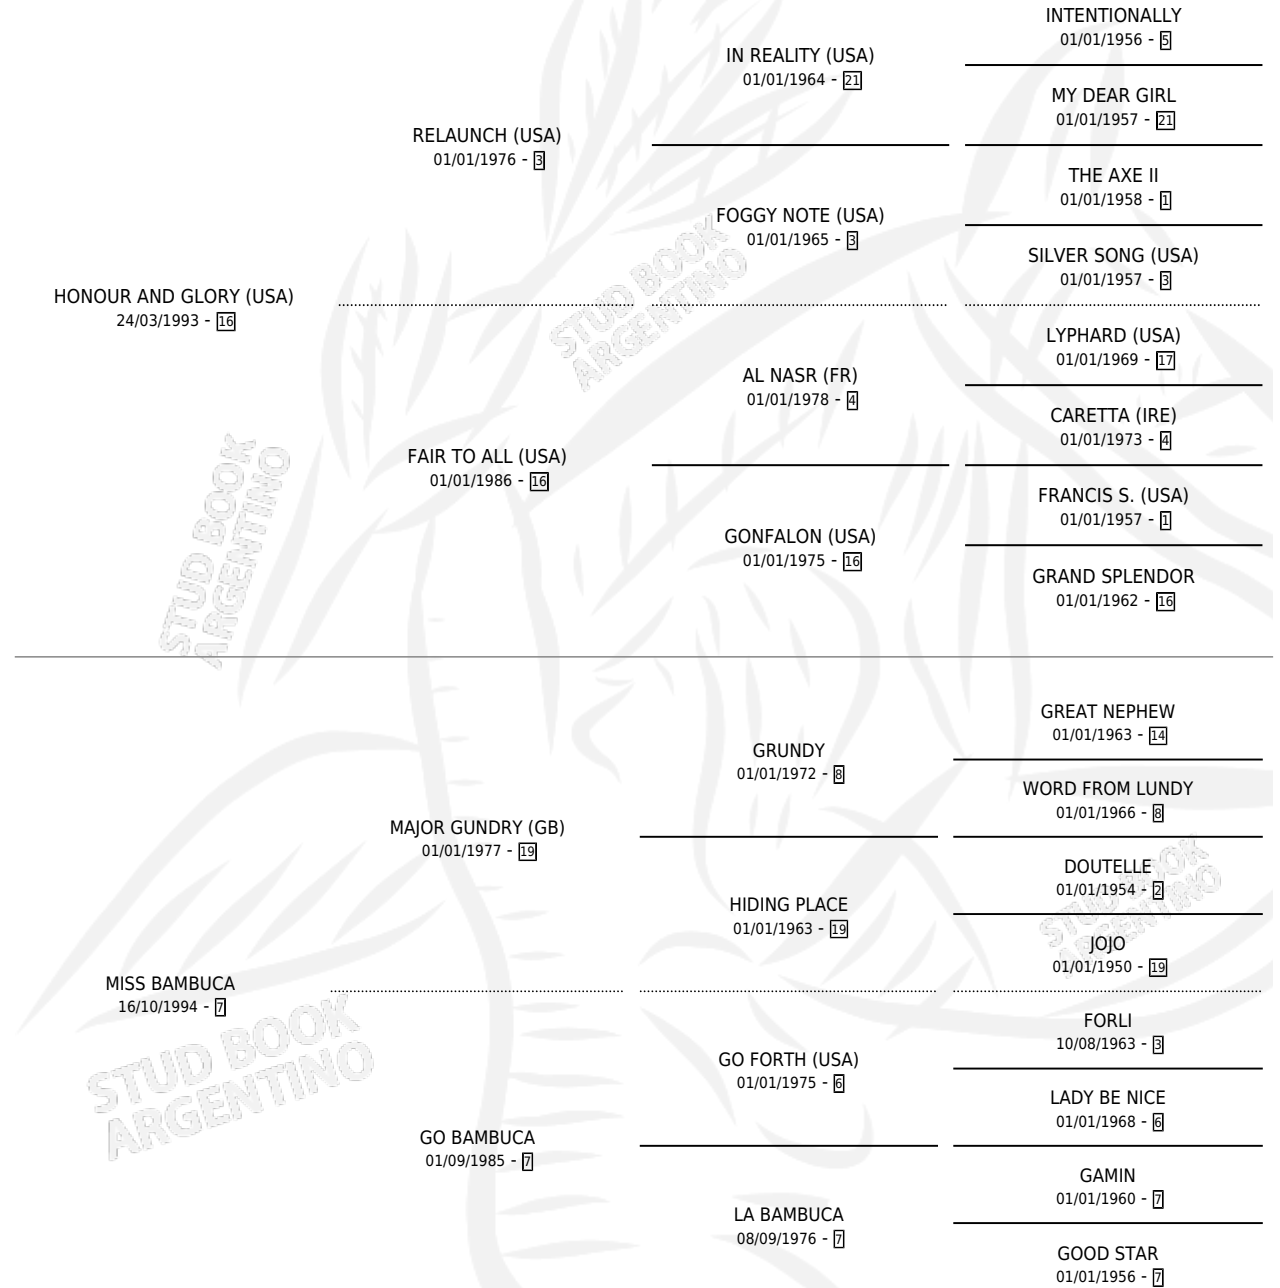 INTENTIONALLY
01/01/1956 - 5
IN REALITY (USA)
01/01/1964 - 21
MY DEAR GIRL
01/01/1957 - 21
RELAUNCH (USA)
01/01/1976 - 3
THE AXE II
01/01/1958 - 1
FOGGY NOTE (USA)
01/01/1965 - 3
SILVER SONG (USA)
01/01/1957 - 3
HONOUR AND GLORY (USA)
24/03/1993 - 16
LYPHARD (USA)
01/01/1969 - 17
AL NASR (FR)
01/01/1978 - 4
CARETTA (IRE)
01/01/1973 - 4
FAIR TO ALL (USA)
01/01/1986 - 16
FRANCIS S. (USA)
01/01/1957 - 1
GONFALON (USA)
01/01/1975 - 16
GRAND SPLENDOR
01/01/1962 - 16
GREAT NEPHEW
01/01/1963 - 14
GRUNDY
01/01/1972 - 8
WORD FROM LUNDY
01/01/1966 - 8
MAJOR GUNDRY (GB)
01/01/1977 - 19
DOUTELLE
01/01/1954 - 2
HIDING PLACE
01/01/1963 - 19
JOJO
01/01/1950 - 19
MISS BAMBUCA
16/10/1994 - 7
FORLI
10/08/1963 - 3
GO FORTH (USA)
01/01/1975 - 6
LADY BE NICE
01/01/1968 - 6
GO BAMBUCA
01/09/1985 - 7
GAMIN
01/01/1960 - 7
LA BAMBUCA
08/09/1976 - 7
GOOD STAR
01/01/1956 - 7
STUD BOOK
ARGENTINO
STUD BOOK
ARGENTINO
STUD BOOK
ARGENTINO
STUD BOOK
ARGENTINO